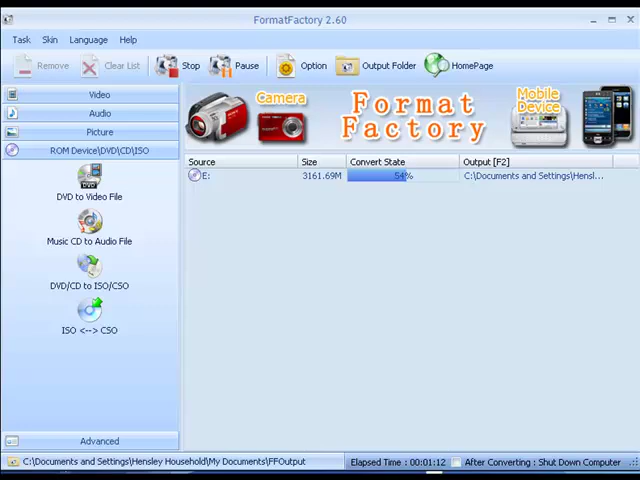 FormatFactory 2.60
Task Skin Language Help
Remove Clear List Stop Pause Option Output Folder HomePage
Video
Audio
Picture
ROM Device\DVD\CD\ISO
DVD
DVD to Video File
Music CD to Audio File
DVD/CD to ISO/CSO
ISO <--> CSO
Advanced
Camera
Format
Factory
Mobile
Device
Source Size Convert State Output [F2]
E: 3161.69M 54% C:\Documents and Settings\Hensl...
C:\Documents and Settings\Hensley Household\My Documents\FFOutput Elapsed Time : 00:01:12 After Converting : Shut Down Computer